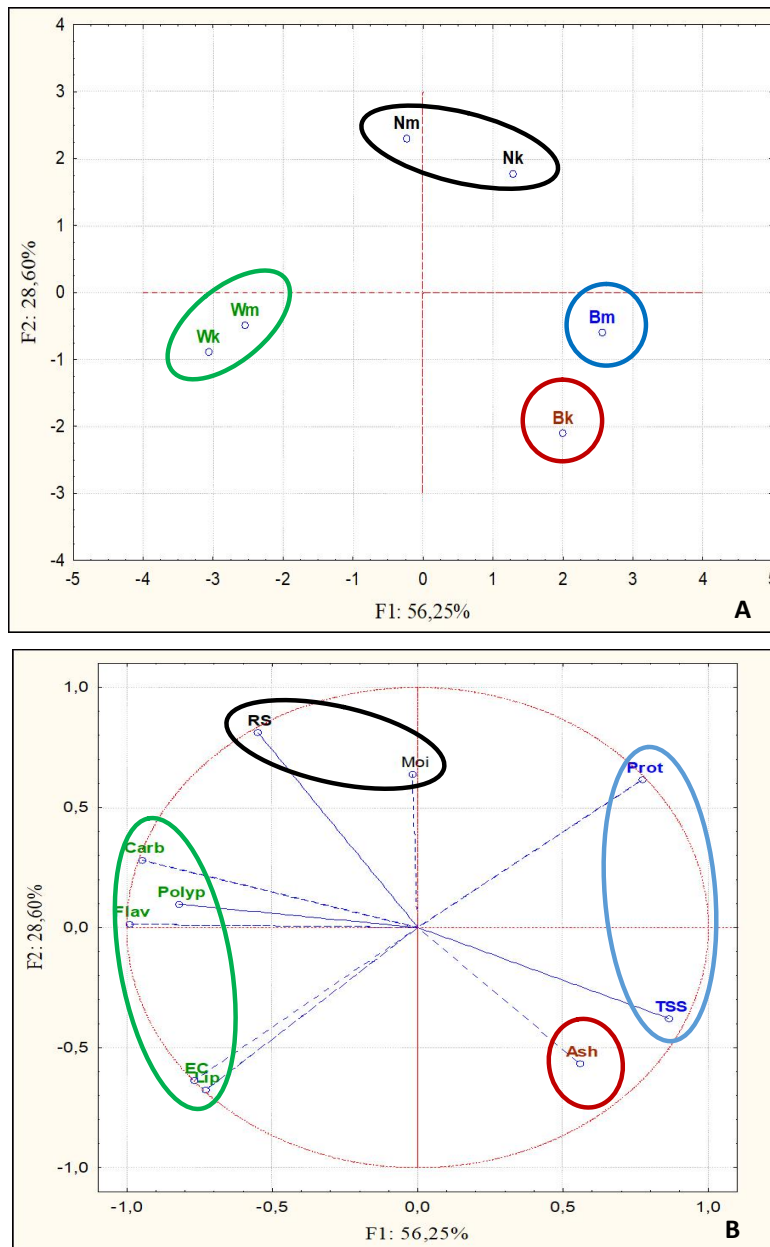 4
3
2
1
0
-1
-2
-3
-4
F2: 28,60%
Nm
Nk
Wm
Wk
Bm
Bk
-5 -4 -3 -2 -1 0 1 2 3 4 5
F1: 56,25%
A
1,0
0,5
0,0
-0,5
-1,0
F2: 28,60%
RS
Moi
Prot
Carb
Polyp
Flav
TSS
EC
Lip
Ash
-1,0 -0,5 0,0 0,5 1,0
F1: 56,25%
B